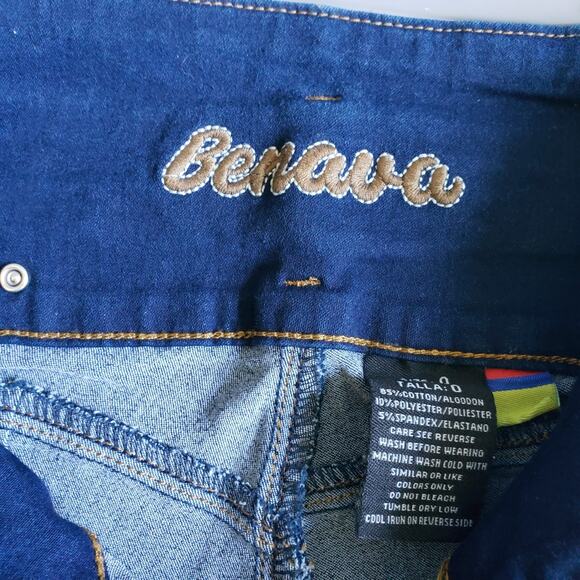 Benava
TALLA: 0
85%COTTON/ALGODON
10%POLYESTER/POLIESTER
5%SPANDEX/ELASTANO
CARE SEE REVERSE
WASH BEFORE WEARING
MACHINE WASH COLD WITH
SIMILAR OR LIKE
COLORS ONLY
DO NOT BLEACH
TUMBLE DRY LOW
COOL IRON ON REVERSE SIDE